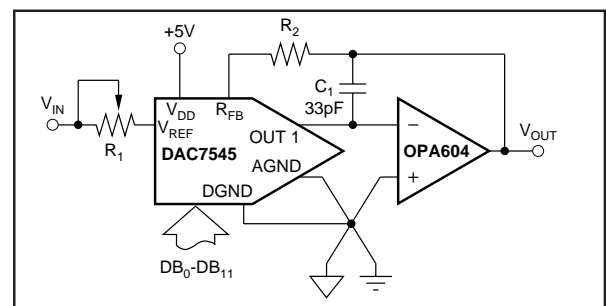 +5V
R2
C1
33pF
VIN
R1
VDD
RFB
VREF
OUT 1
DAC7545
AGND
DGND
−
+
OPA604
VOUT
DB0-DB11